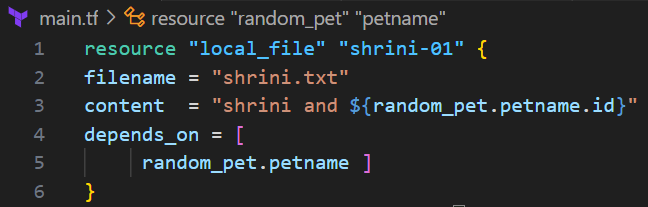 main.tf > resource "random_pet" "petname"
1 resource "local_file" "shrini-01" {
2 filename = "shrini.txt"
3 content  = "shrini and ${random_pet.petname.id}"
4 depends_on = [
5 random_pet.petname ]
6 }